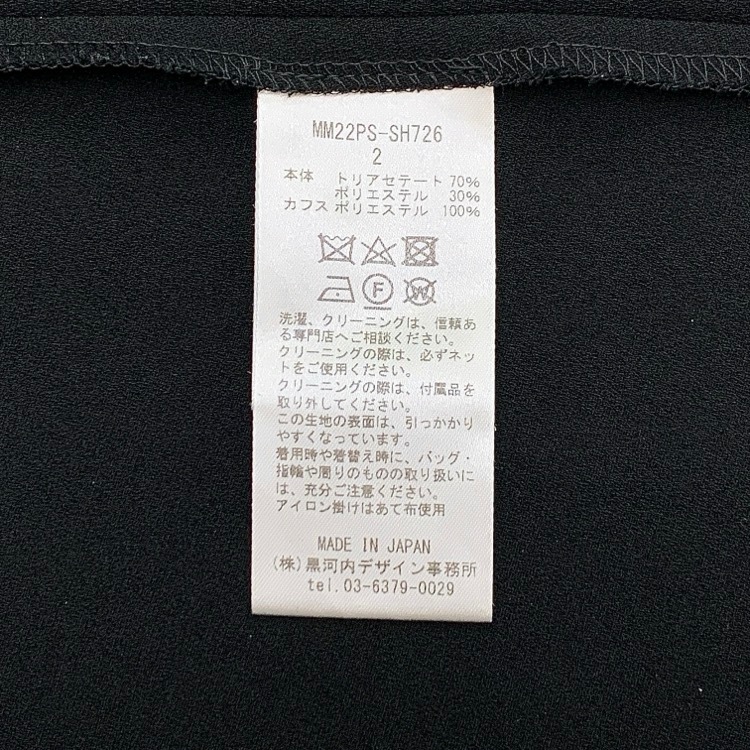 MM22PS-SH726
2
本体 トリアセテート 70%
ポリエステル 30%
カフス ポリエステル 100%
F W
洗濯、クリーニングは、信頼あ
る専門店へご相談ください。
クリーニングの際は、必ずネッ
トをご使用ください。
クリーニングの際は、付属品を
取り外してください。
この生地の表面は、引っかかり
やすくなっています。
着用時や着替え時に、バッグ・
指輪や周りのものの取り扱いに
は、充分ご注意ください。
アイロン掛けはあて布使用
MADE IN JAPAN
(株)黒河内デザイン事務所
tel.03-6379-0029